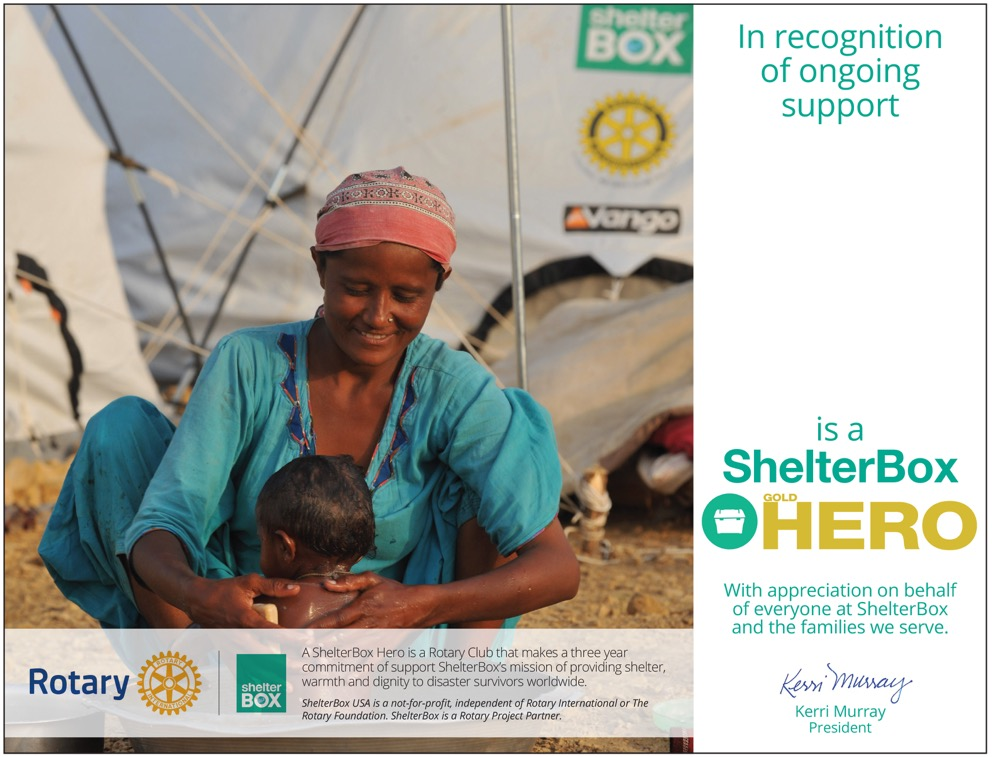 shelter
BOX
Vango
In recognition
of ongoing
support
is a
ShelterBox
GOLD
HERO
With appreciation on behalf
of everyone at ShelterBox
and the families we serve.
Kerri Murray
Kerri Murray
President
Rotary
ROTARY
INTERNATIONAL
shelter
BOX
A ShelterBox Hero is a Rotary Club that makes a three year
commitment of support ShelterBox's mission of providing shelter,
warmth and dignity to disaster survivors worldwide.
ShelterBox USA is a not-for-profit, independent of Rotary International or The
Rotary Foundation. ShelterBox is a Rotary Project Partner.